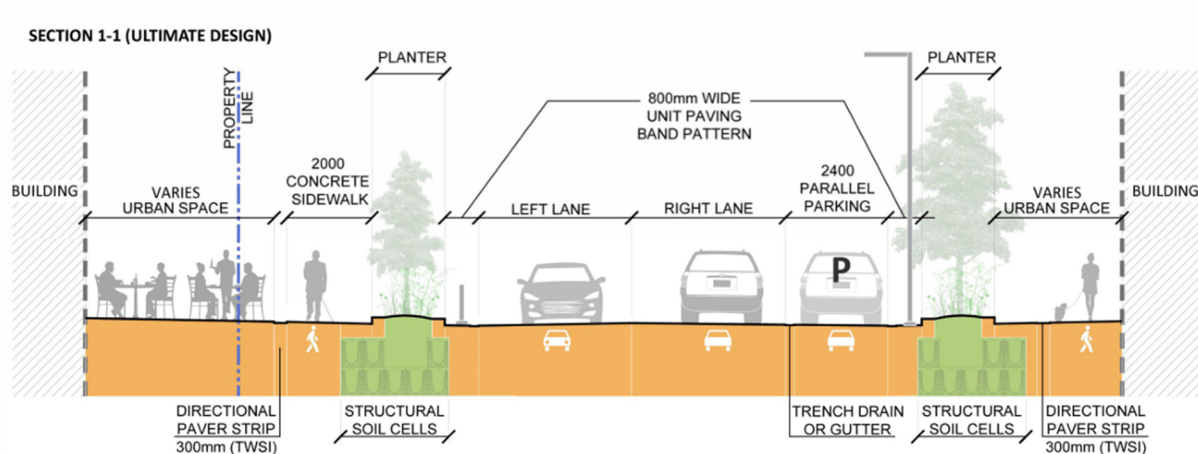 SECTION 1-1 (ULTIMATE DESIGN)
PLANTER
PLANTER
PROPERTY
LINE
800mm WIDE
UNIT PAVING
BAND PATTERN
2000
CONCRETE
SIDEWALK
2400
PARALLEL
PARKING
BUILDING
VARIES
URBAN SPACE
LEFT LANE
RIGHT LANE
VARIES
URBAN SPACE
BUILDING
P
DIRECTIONAL
PAVER STRIP
300mm (TWSI)
STRUCTURAL
SOIL CELLS
TRENCH DRAIN
OR GUTTER
STRUCTURAL
SOIL CELLS
DIRECTIONAL
PAVER STRIP
300mm (TWSI)